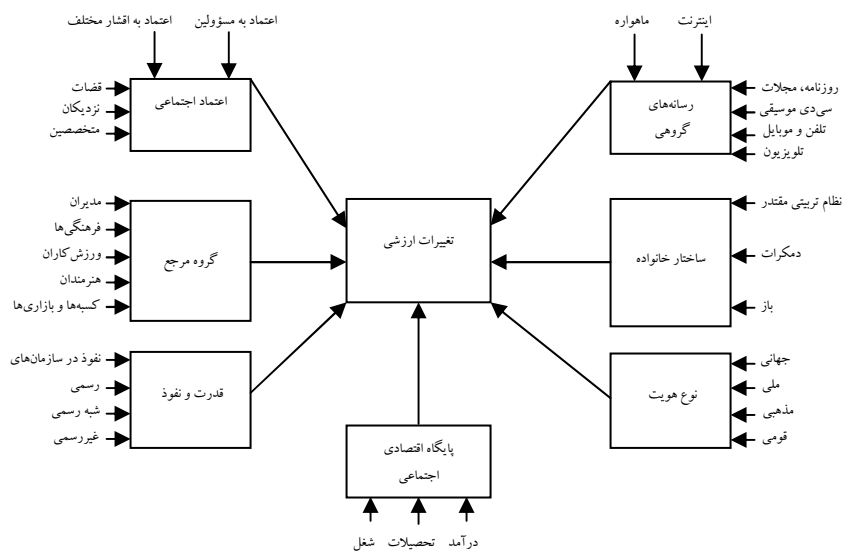 اینترنت
ماهواره
رسانه‌های
گروهی
روزنامه، مجلات
سی‌دی موسیقی
تلفن و موبایل
تلویزیون
اعتماد به مسؤولین
اعتماد به اقشار مختلف
اعتماد اجتماعی
قضات
نزدیکان
متخصصین
نظام تربیتی مقتدر
دمکرات
باز
ساختار خانواده
تغییرات ارزشی
گروه مرجع
مدیران
فرهنگی‌ها
ورزش‌کاران
هنرمندان
کسبه‌ها و بازاری‌ها
جهانی
ملی
مذهبی
قومی
نوع هویت
قدرت و نفوذ
نفوذ در سازمان‌های
رسمی
شبه رسمی
غیررسمی
پایگاه اقتصادی
اجتماعی
درآمد
تحصیلات
شغل